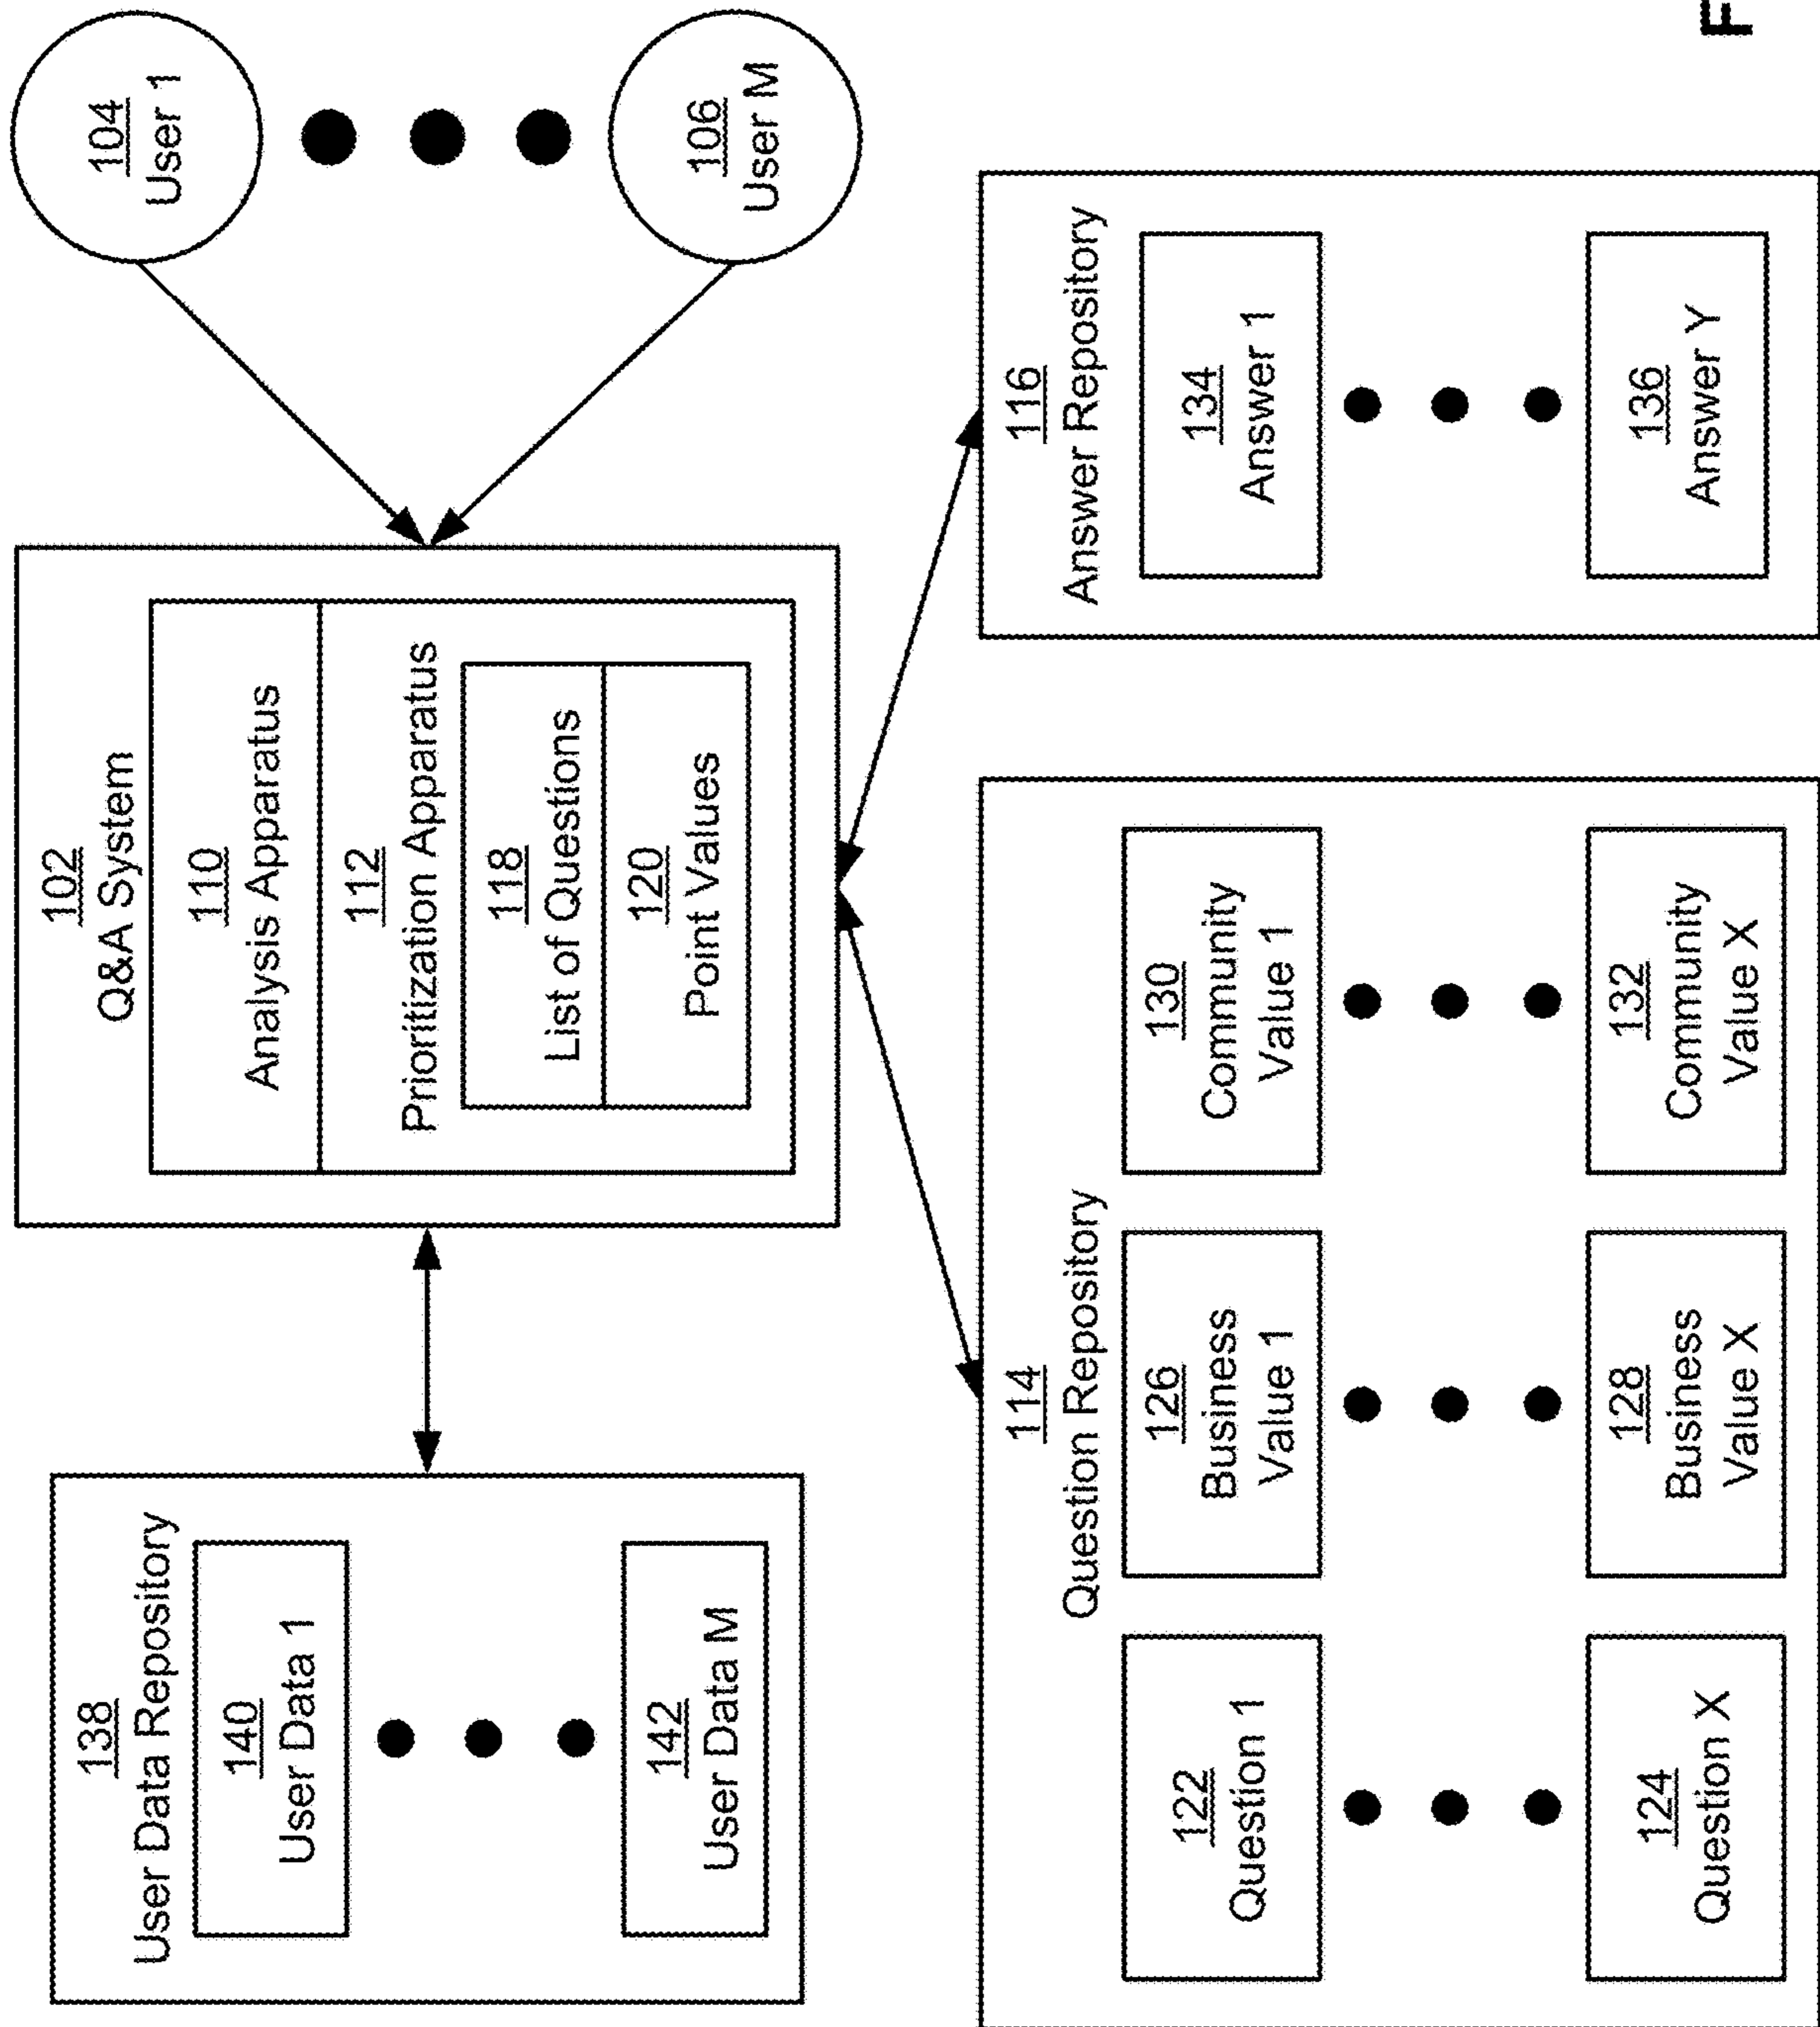 138
User Data Repository
140
User Data 1
142
User Data M
102
Q&A System
110
Analysis Apparatus
112
Prioritization Apparatus
118
List of Questions
120
Point Values
104
User 1
106
User M
114
Question Repository
122
Question 1
126
Business
Value 1
130
Community
Value 1
124
Question X
128
Business
Value X
132
Community
Value X
116
Answer Repository
134
Answer 1
136
Answer Y
F